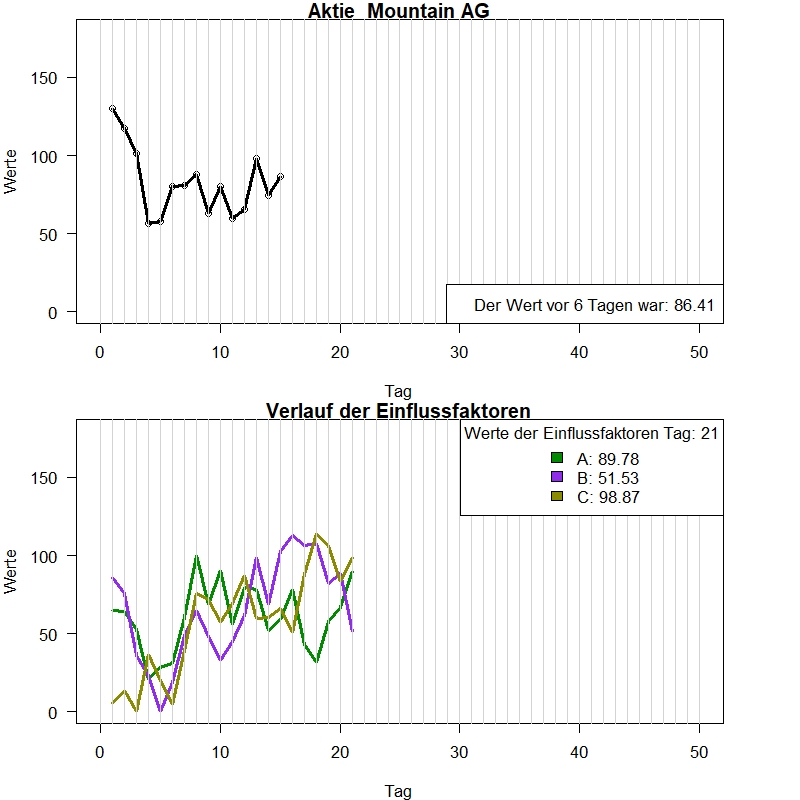 Aktie  Mountain AG
Werte
150
100
50
0
Der Wert vor 6 Tagen war: 86.41
0 10 20 30 40 50
Tag
Verlauf der Einflussfaktoren
Werte
150
100
50
0
Werte der Einflussfaktoren Tag: 21
A: 89.78
B: 51.53
C: 98.87
0 10 20 30 40 50
Tag